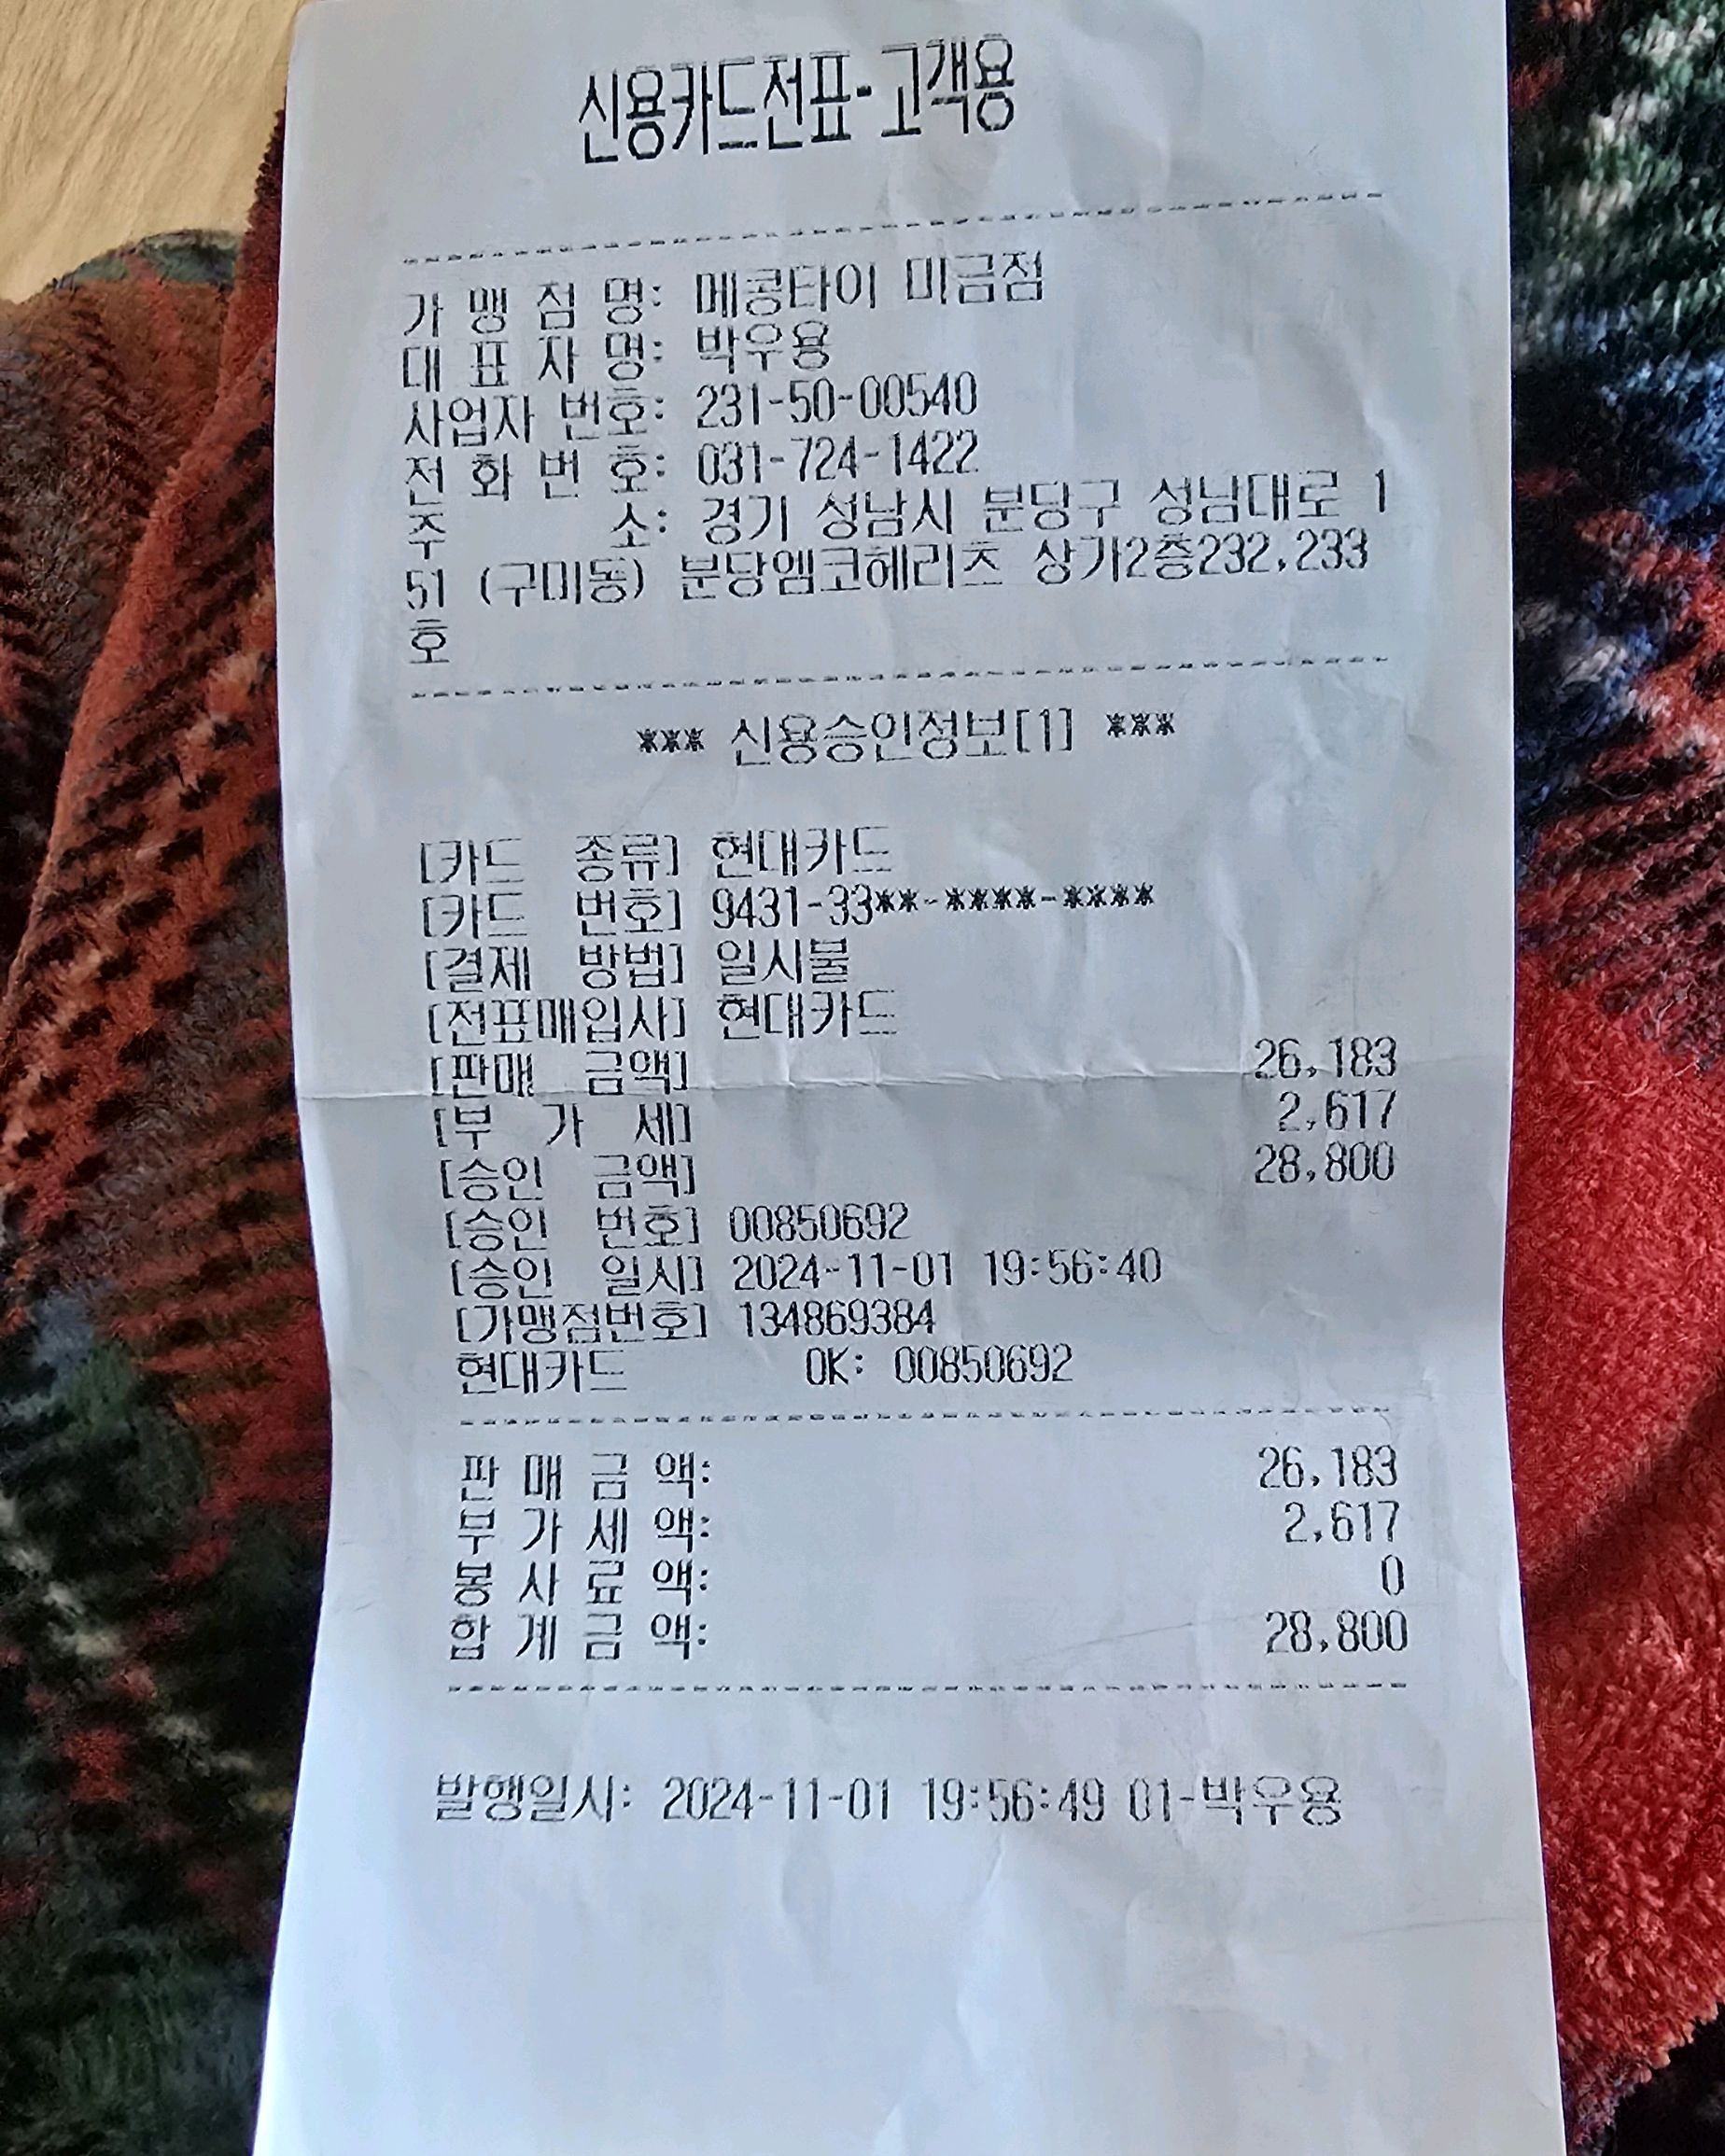 신용카드전표-고객용
가 맹 점 명: 메콩타이 미금점
대 표 자 명: 박우용
사업자 번호: 231-50-00540
전 화 번 호: 031-724-1422
주 소: 경기 성남시 분당구 성남대로 1
51 (구미동) 분당엠코헤리츠 상가2층232,233
호
*** 신용승인정보[1] ***
[카드 종류] 현대카드
[카드 번호] 9431-33**-****-****
[결제 방법] 일시불
[전표매입사] 현대카드
[판매 금액] 26,183
[부 가 세] 2,617
[승인 금액] 28,800
[승인 번호] 00850692
[승인 일시] 2024-11-01 19:56:40
[가맹점번호] 134869384
현대카드 OK: 00850692
판 매 금 액: 26,183
부 가 세 액: 2,617
봉 사 료 액: 0
합 계 금 액: 28,800
발행일시: 2024-11-01 19:56:49 01-박우용